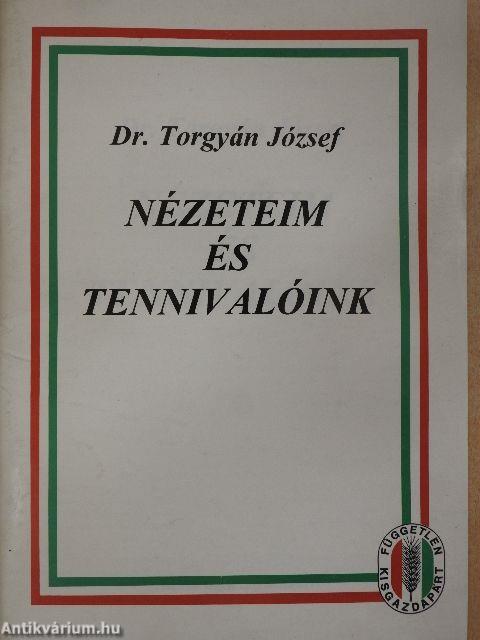 Dr. Torgyán József
NÉZETEIM
ÉS
TENNIVALÓINK
FÜGGETLEN
KISGAZDAPÁRT
Antikvárium.hu